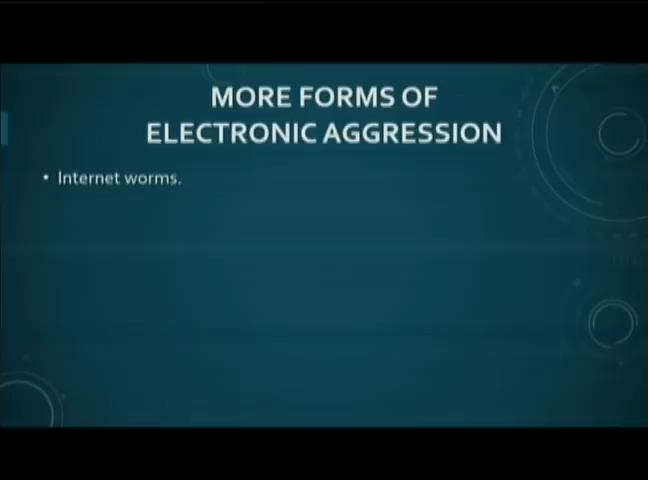 MORE FORMS OF
ELECTRONIC AGGRESSION
• Internet worms.